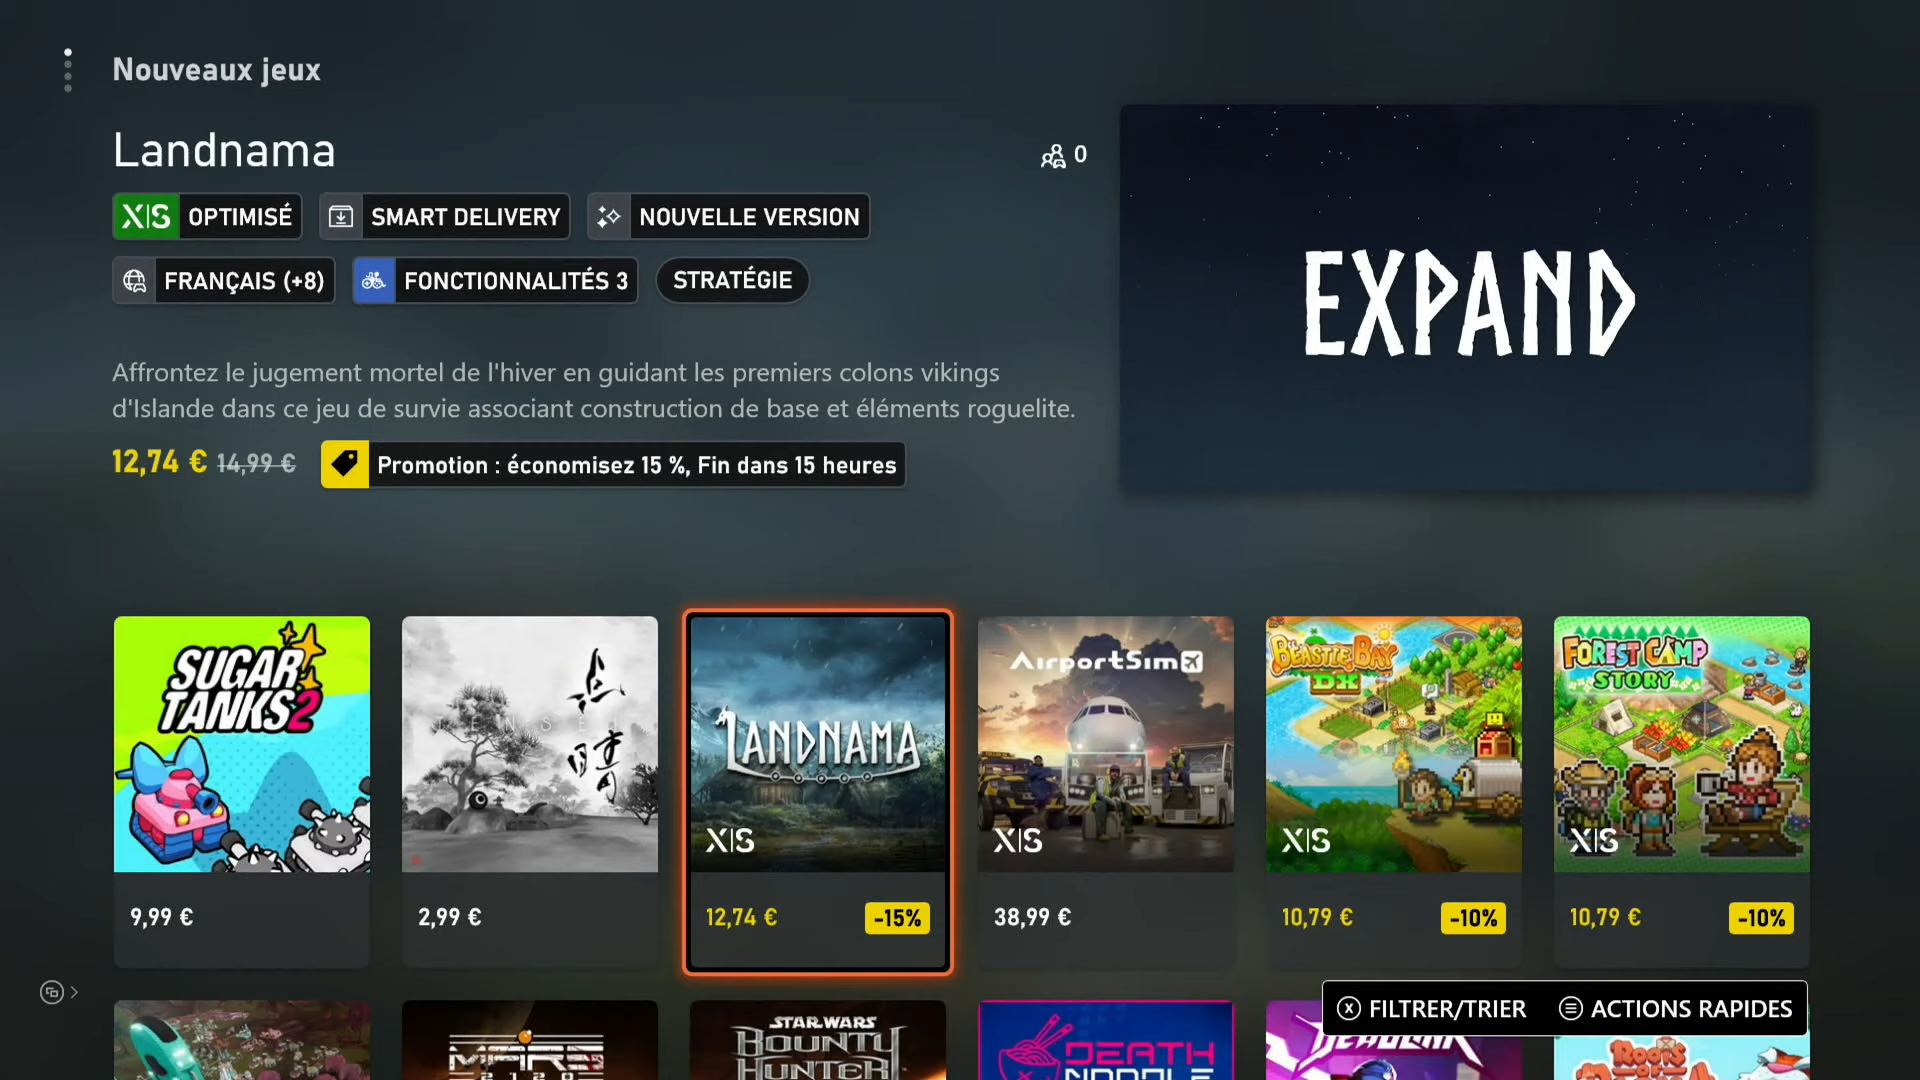 Nouveaux jeux
Landnama
0
X|S OPTIMISÉ
SMART DELIVERY
NOUVELLE VERSION
FRANÇAIS (+8)
FONCTIONNALITÉS 3
STRATÉGIE
Affrontez le jugement mortel de l'hiver en guidant les premiers colons vikings
d'Islande dans ce jeu de survie associant construction de base et éléments roguelite.
12,74 € 14,99 €
Promotion : économisez 15 %, Fin dans 15 heures
EXPAND
SUGAR
TANKS 2
9,99 €
2,99 €
LANDNAMA
X|S
12,74 €
-15%
AirportSim
X|S
38,99 €
BEASTIE BAY
DX
X|S
10,79 €
-10%
FOREST CAMP
STORY
X|S
10,79 €
-10%
MARS
2120
STAR WARS
BOUNTY
HUNTER
DEATH
NOODLE
X FILTRER/TRIER
ACTIONS RAPIDES